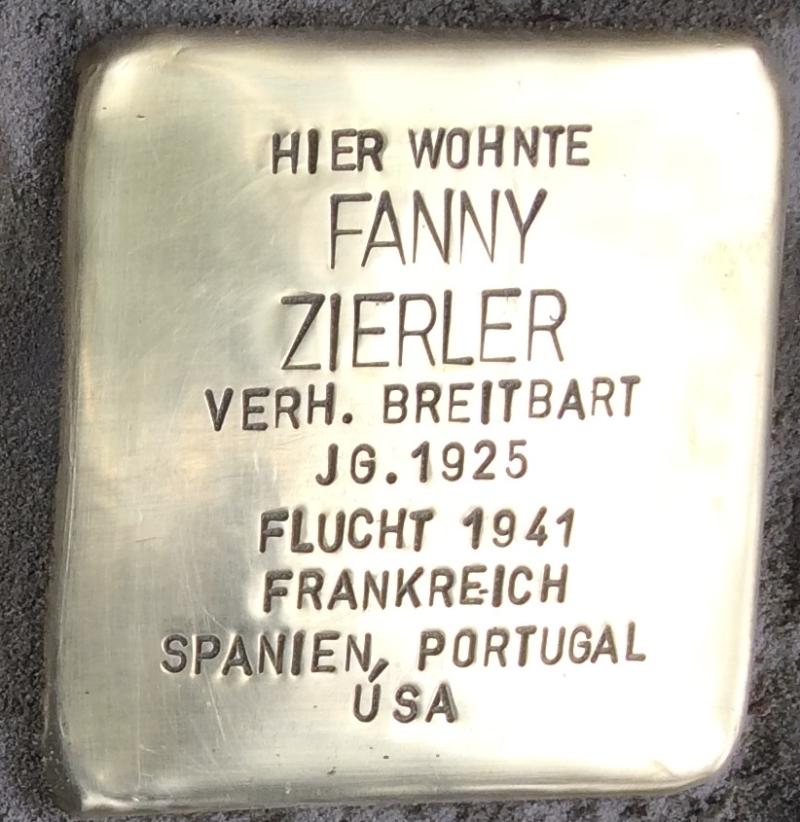 HIER WOHNTE
FANNY
ZIERLER
VERH. BREITBART
JG. 1925
FLUCHT 1941
FRANKREICH
SPANIEN, PORTUGAL
USA